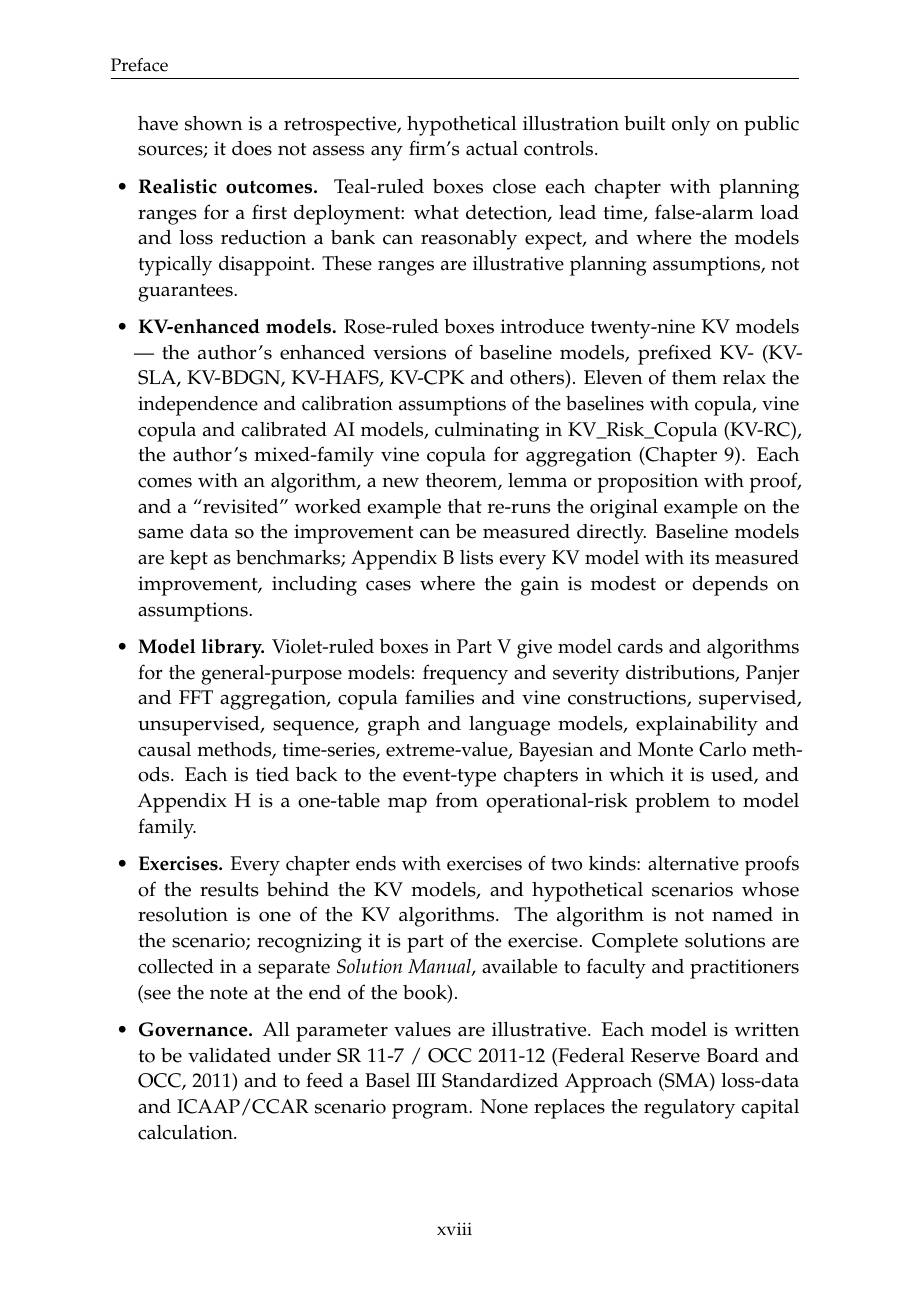 Preface
have shown is a retrospective, hypothetical illustration built only on public
sources; it does not assess any firm’s actual controls.
• Realistic outcomes. Teal-ruled boxes close each chapter with planning
ranges for a first deployment: what detection, lead time, false-alarm load
and loss reduction a bank can reasonably expect, and where the models
typically disappoint. These ranges are illustrative planning assumptions, not
guarantees.
• KV-enhanced models. Rose-ruled boxes introduce twenty-nine KV models
— the author’s enhanced versions of baseline models, prefixed KV- (KV-
SLA, KV-BDGN, KV-HAFS, KV-CPK and others). Eleven of them relax the
independence and calibration assumptions of the baselines with copula, vine
copula and calibrated AI models, culminating in KV_Risk_Copula (KV-RC),
the author’s mixed-family vine copula for aggregation (Chapter 9). Each
comes with an algorithm, a new theorem, lemma or proposition with proof,
and a “revisited” worked example that re-runs the original example on the
same data so the improvement can be measured directly. Baseline models
are kept as benchmarks; Appendix B lists every KV model with its measured
improvement, including cases where the gain is modest or depends on
assumptions.
• Model library. Violet-ruled boxes in Part V give model cards and algorithms
for the general-purpose models: frequency and severity distributions, Panjer
and FFT aggregation, copula families and vine constructions, supervised,
unsupervised, sequence, graph and language models, explainability and
causal methods, time-series, extreme-value, Bayesian and Monte Carlo meth-
ods. Each is tied back to the event-type chapters in which it is used, and
Appendix H is a one-table map from operational-risk problem to model
family.
• Exercises. Every chapter ends with exercises of two kinds: alternative proofs
of the results behind the KV models, and hypothetical scenarios whose
resolution is one of the KV algorithms. The algorithm is not named in
the scenario; recognizing it is part of the exercise. Complete solutions are
collected in a separate Solution Manual, available to faculty and practitioners
(see the note at the end of the book).
• Governance. All parameter values are illustrative. Each model is written
to be validated under SR 11-7 / OCC 2011-12 (Federal Reserve Board and
OCC, 2011) and to feed a Basel III Standardized Approach (SMA) loss-data
and ICAAP/CCAR scenario program. None replaces the regulatory capital
calculation.
xviii